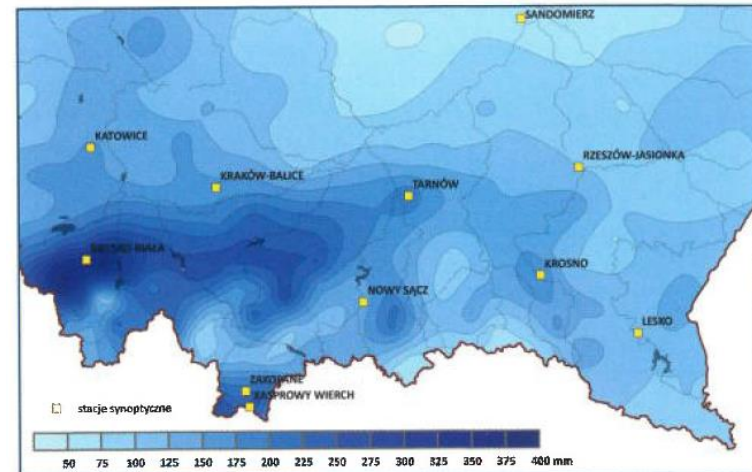 SANDOMIERZ
KATOWICE
RZESZÓW-JASIONKA
KRAKÓW-BALICE
TARNÓW
BIELSKO-BIAŁA
KROSNO
NOWY SĄCZ
LESKO
ZAKOPANE
KASPROWY WIERCH
stacje synoptyczne
50 75 100 125 150 175 200 225 250 275 300 325 350 375 400 mm